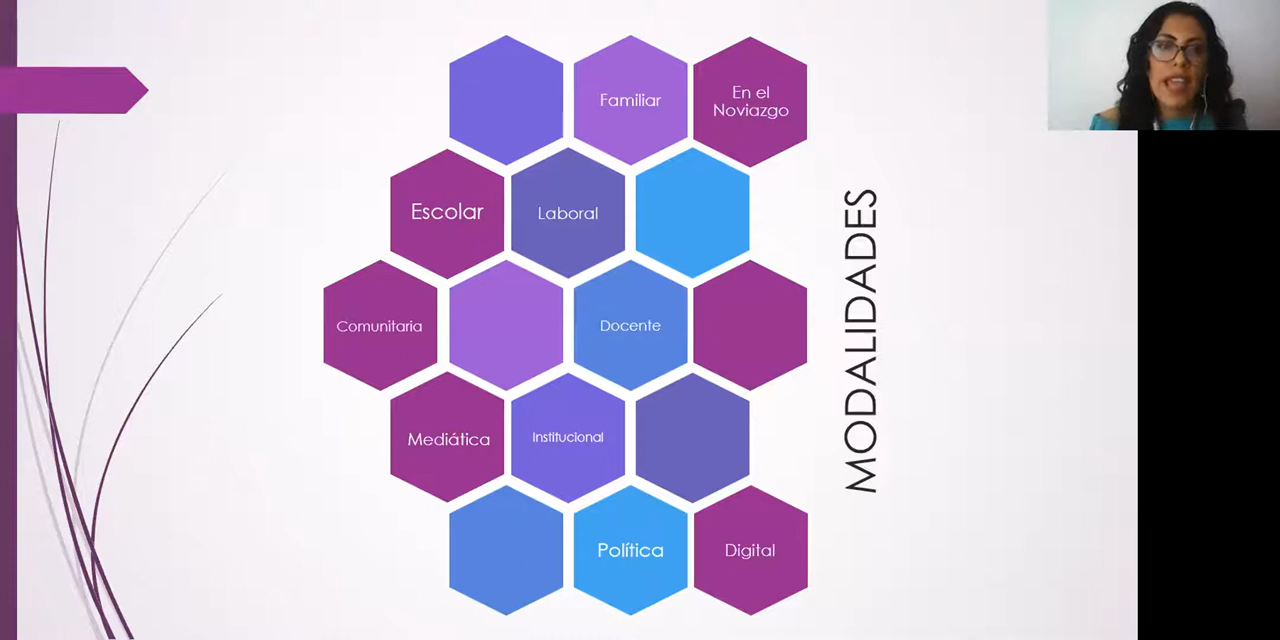 Familiar
En el
Noviazgo
Escolar
Laboral
Comunitaria
Docente
Mediática
Institucional
Política
Digital
MODALIDADES